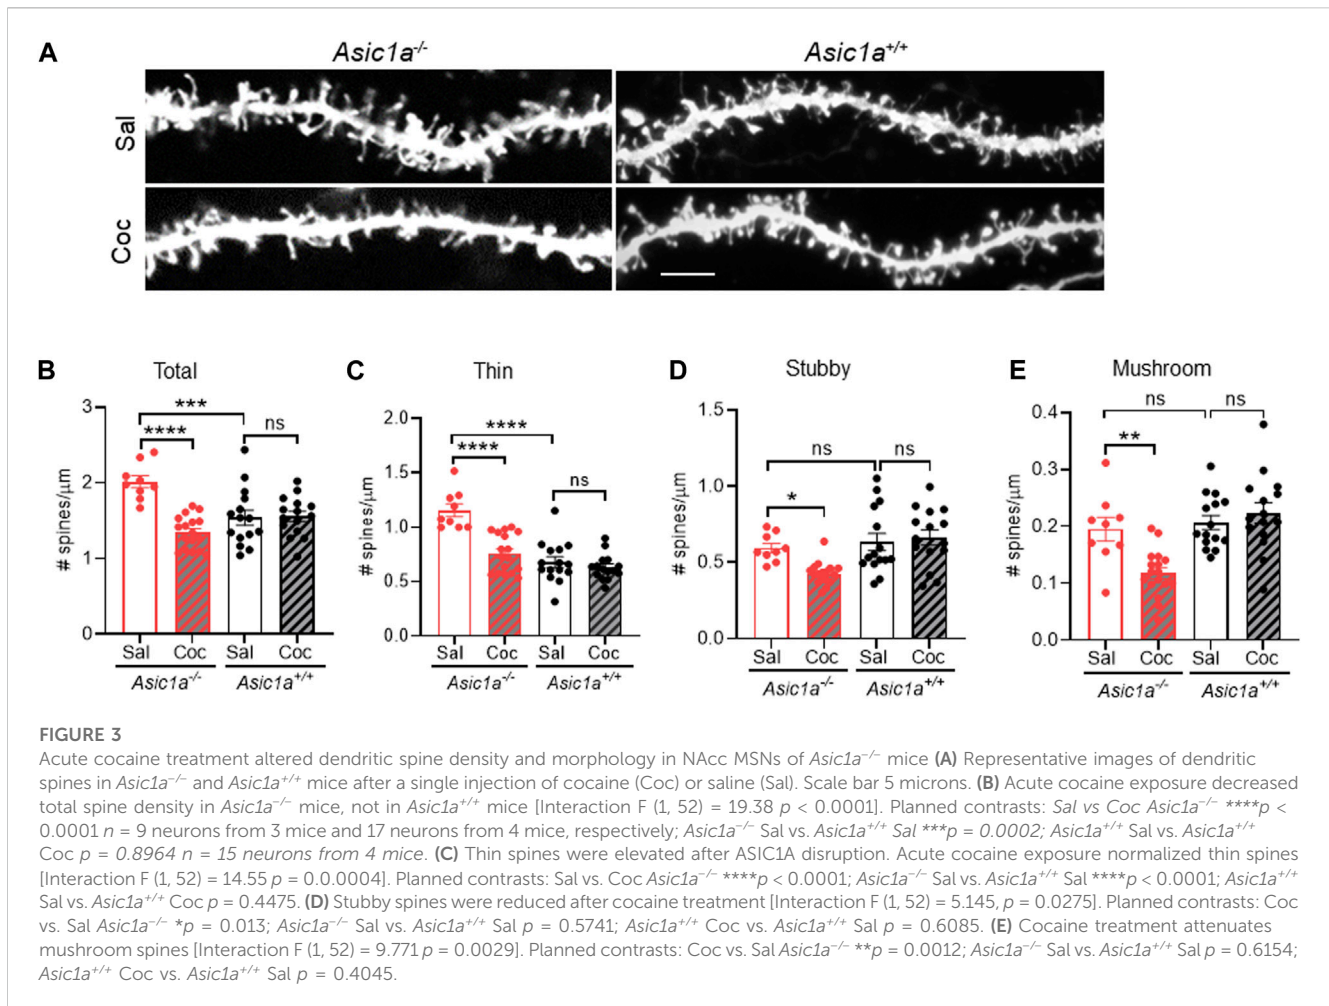 A
Asic1a-/-
Asic1a+/+
Sal
Coc
B
Total
# spines/μm
3
2
1
0
***
****
ns
Sal Coc Sal Coc
Asic1a-/- Asic1a+/+
C
Thin
# spines/μm
2.0
1.5
1.0
0.5
0.0
****
****
ns
Sal Coc Sal Coc
Asic1a-/- Asic1a+/+
D
Stubby
# spines/μm
1.5
1.0
0.5
0.0
ns
ns
*
Sal Coc Sal Coc
Asic1a-/- Asic1a+/+
E
Mushroom
# spines/μm
0.4
0.3
0.2
0.1
0.0
ns
ns
**
Sal Coc Sal Coc
Asic1a-/- Asic1a+/+
FIGURE 3
Acute cocaine treatment altered dendritic spine density and morphology in NAcc MSNs of Asic1a−/− mice (A) Representative images of dendritic
spines in Asic1a−/− and Asic1a+/+ mice after a single injection of cocaine (Coc) or saline (Sal). Scale bar 5 microns. (B) Acute cocaine exposure decreased
total spine density in Asic1a−/− mice, not in Asic1a+/+ mice [Interaction F (1, 52) = 19.38 p < 0.0001]. Planned contrasts: Sal vs Coc Asic1a−/− ****p <
0.0001 n = 9 neurons from 3 mice and 17 neurons from 4 mice, respectively; Asic1a−/− Sal vs. Asic1a+/+ Sal ***p = 0.0002; Asic1a+/+ Sal vs. Asic1a+/+
Coc p = 0.8964 n = 15 neurons from 4 mice. (C) Thin spines were elevated after ASIC1A disruption. Acute cocaine exposure normalized thin spines
[Interaction F (1, 52) = 14.55 p = 0.0.0004]. Planned contrasts: Sal vs. Coc Asic1a−/− ****p < 0.0001; Asic1a−/− Sal vs. Asic1a+/+ Sal ****p < 0.0001; Asic1a+/+
Sal vs. Asic1a+/+ Coc p = 0.4475. (D) Stubby spines were reduced after cocaine treatment [Interaction F (1, 52) = 5.145, p = 0.0275]. Planned contrasts: Coc
vs. Sal Asic1a−/− *p = 0.013; Asic1a−/− Sal vs. Asic1a+/+ Sal p = 0.5741; Asic1a+/+ Coc vs. Asic1a+/+ Sal p = 0.6085. (E) Cocaine treatment attenuates
mushroom spines [Interaction F (1, 52) = 9.771 p = 0.0029]. Planned contrasts: Coc vs. Sal Asic1a−/− **p = 0.0012; Asic1a−/− Sal vs. Asic1a+/+ Sal p = 0.6154;
Asic1a+/+ Coc vs. Asic1a+/+ Sal p = 0.4045.